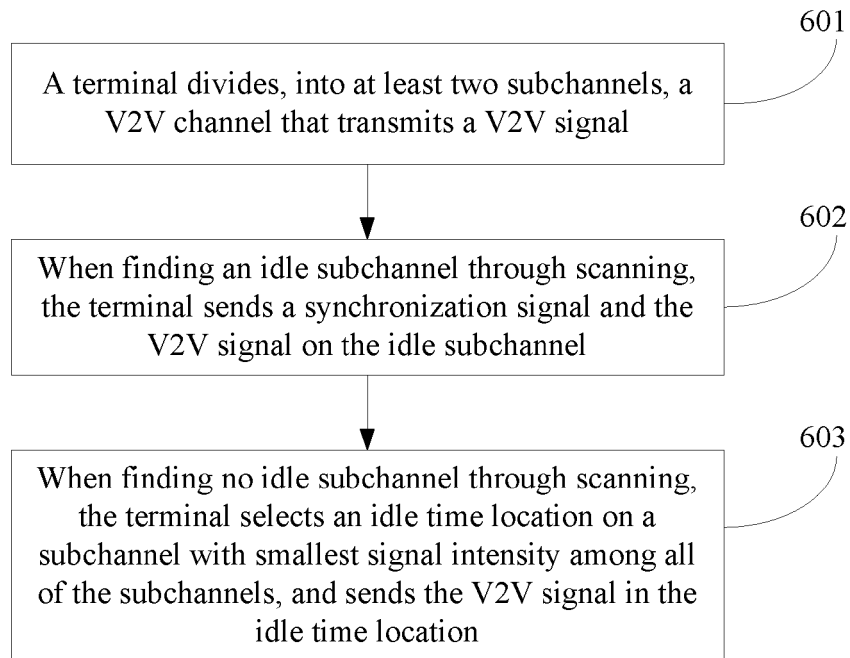 601
A terminal divides, into at least two subchannels, a
V2V channel that transmits a V2V signal
602
When finding an idle subchannel through scanning,
the terminal sends a synchronization signal and the
V2V signal on the idle subchannel
603
When finding no idle subchannel through scanning,
the terminal selects an idle time location on a
subchannel with smallest signal intensity among all
of the subchannels, and sends the V2V signal in the
idle time location